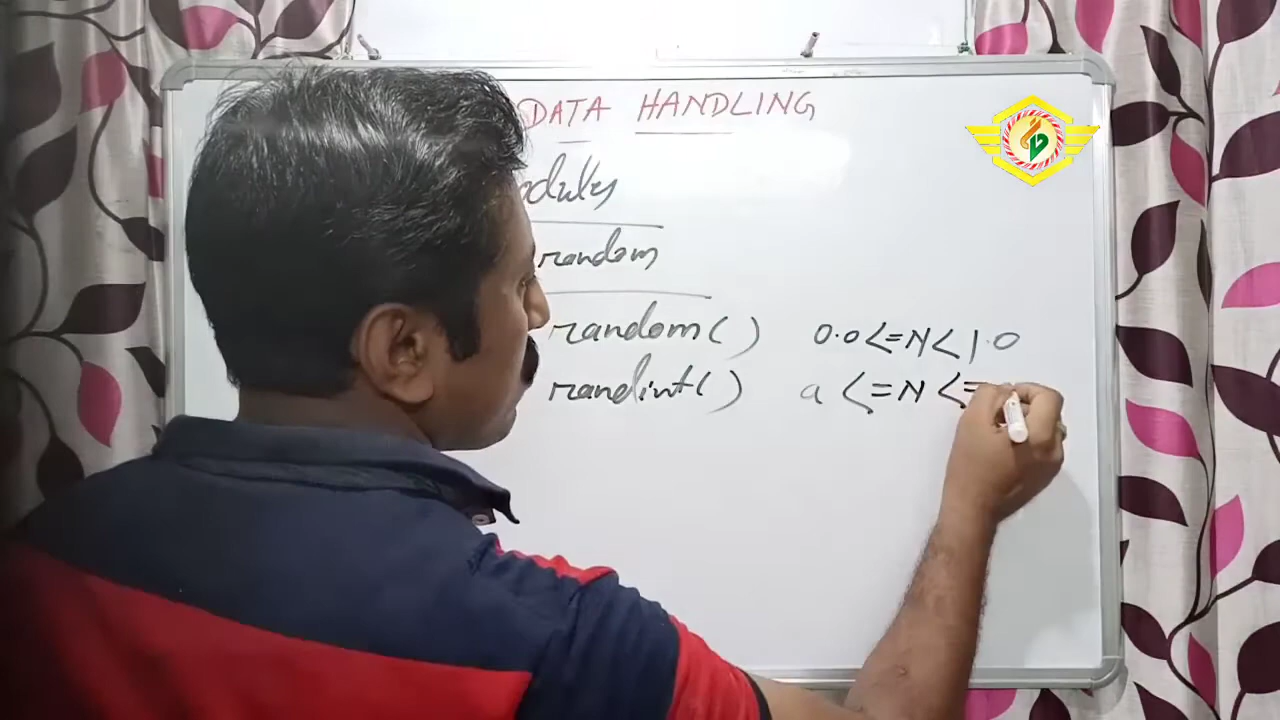 DATA HANDLING
odules
random
random() 0.0<=N<1.0
randint() a <=N <=